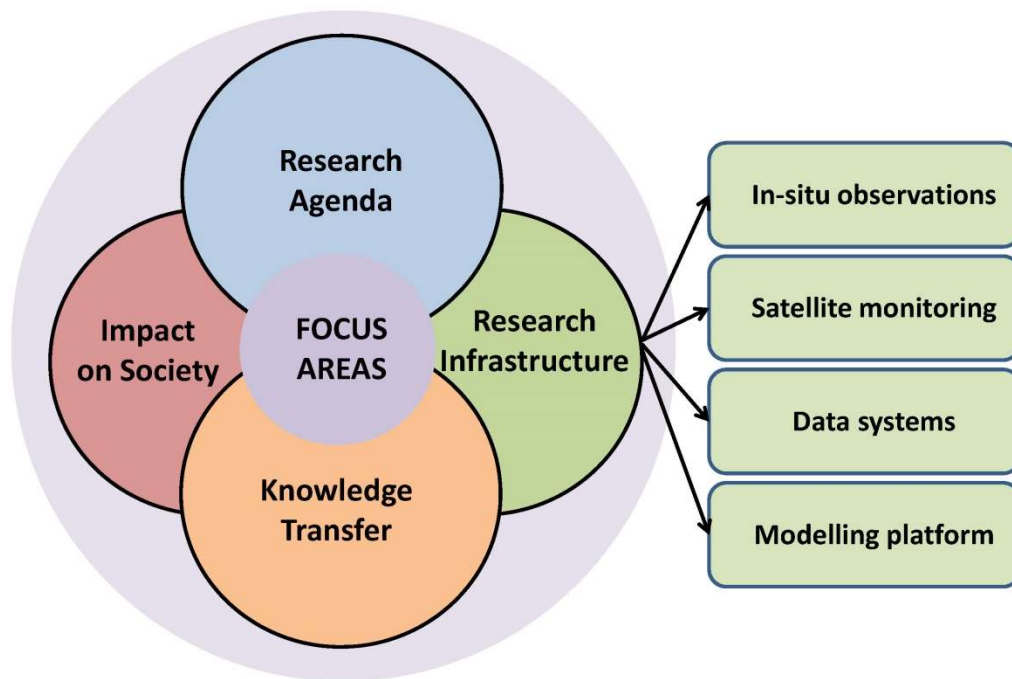 Research
Agenda
Impact
on Society
FOCUS
AREAS
Research
Infrastructure
Knowledge
Transfer
In-situ observations
Satellite monitoring
Data systems
Modelling platform